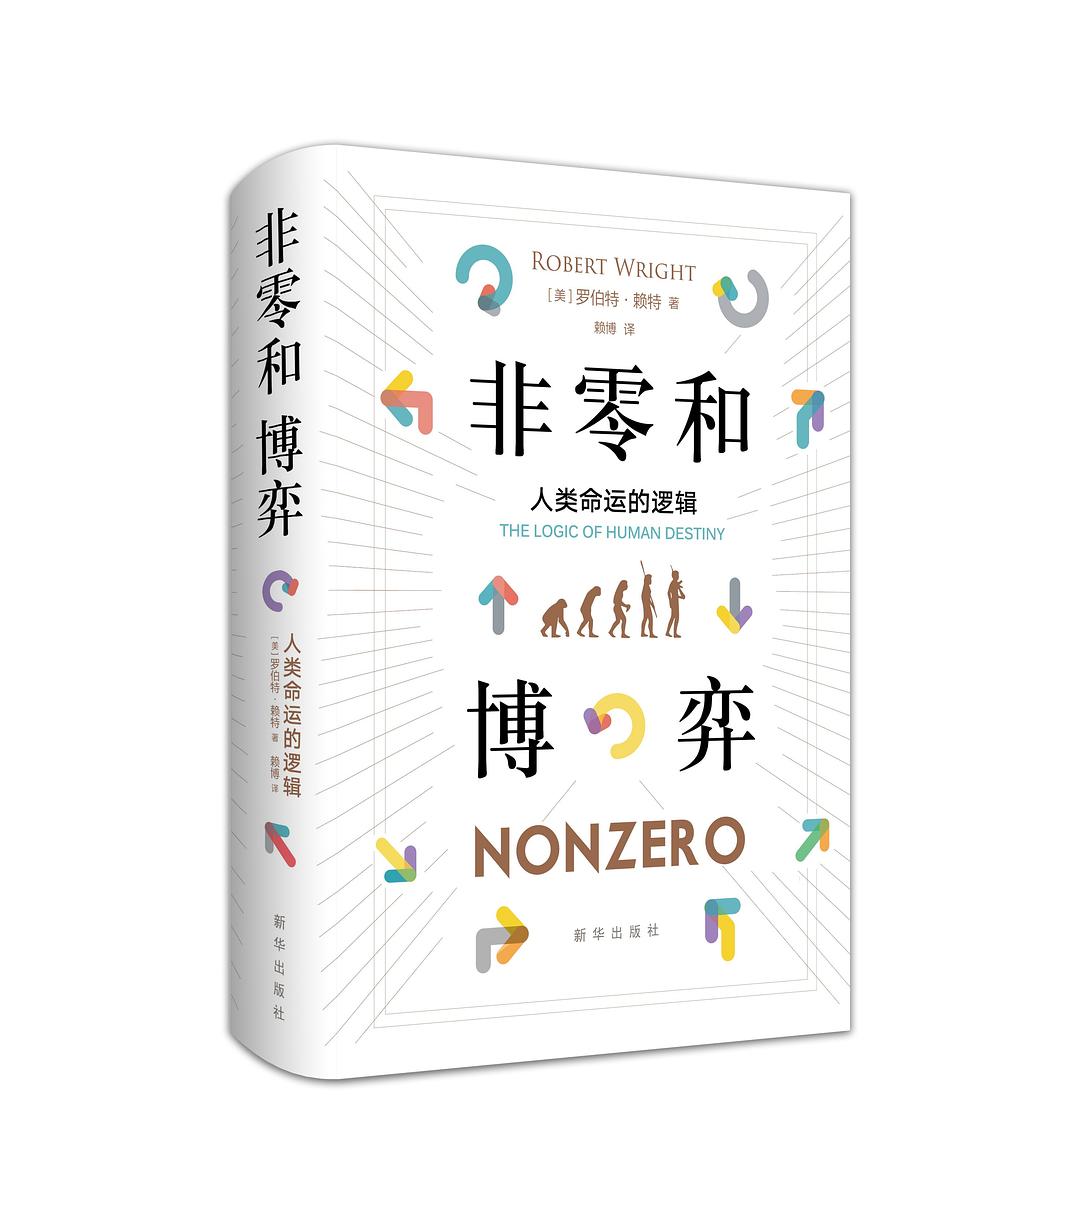 非零和博弈
人类命运的逻辑
[美]罗伯特·赖特 著 赖博 译
新华出版社
ROBERT WRIGHT
[美]罗伯特·赖特 著
赖博 译
非零和
人类命运的逻辑
THE LOGIC OF HUMAN DESTINY
博弈
NONZERO
新华出版社